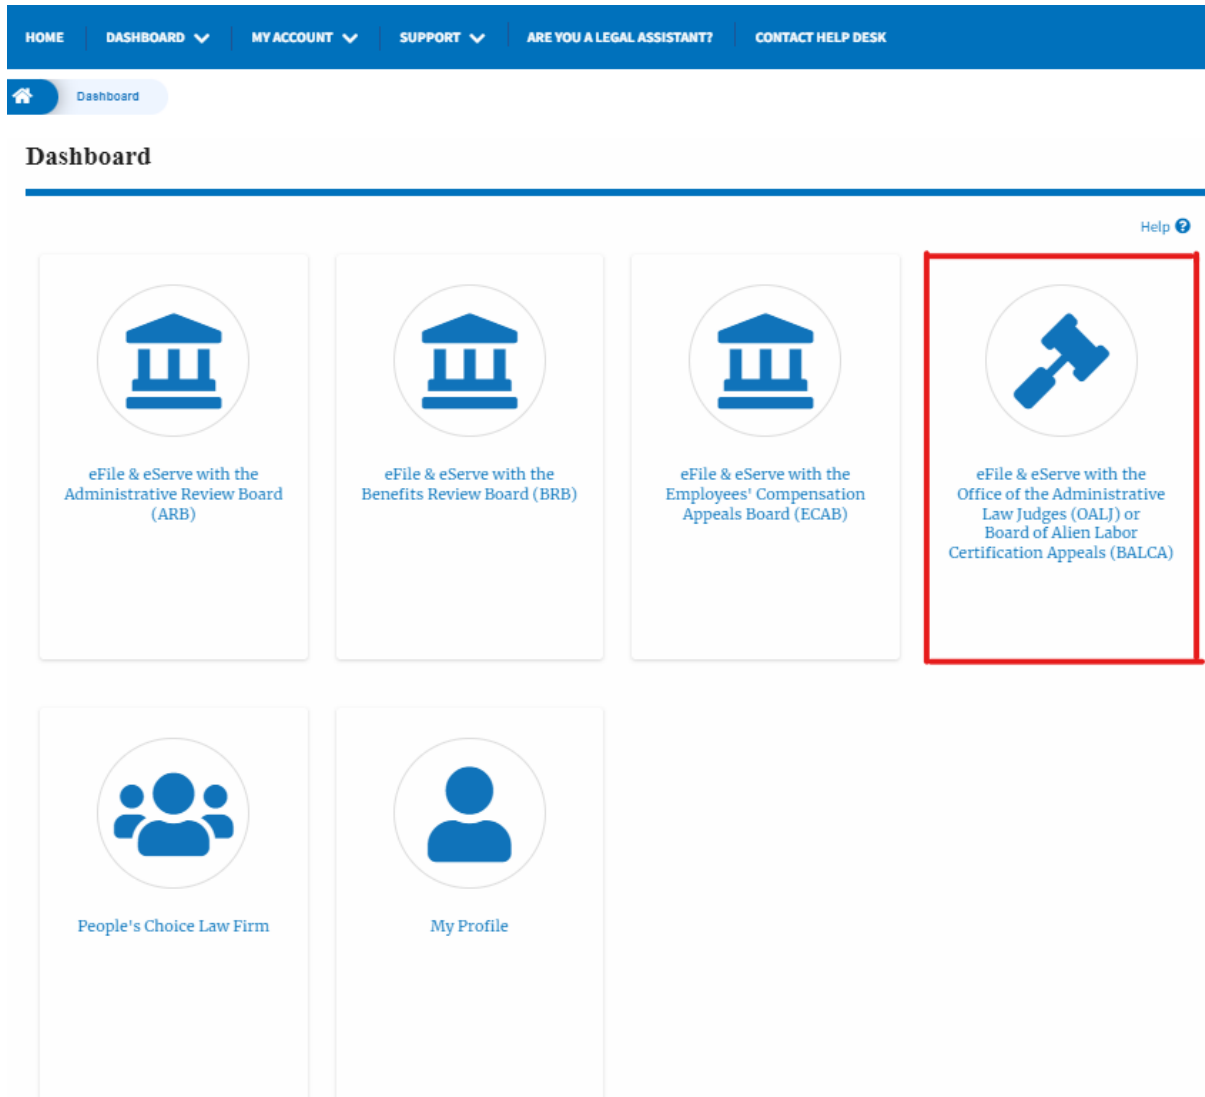 HOME DASHBOARD MY ACCOUNT SUPPORT ARE YOU A LEGAL ASSISTANT? CONTACT HELP DESK
Dashboard
Dashboard
Help ?
eFile & eServe with the
Administrative Review Board
(ARB)
eFile & eServe with the
Benefits Review Board (BRB)
eFile & eServe with the
Employees' Compensation
Appeals Board (ECAB)
eFile & eServe with the
Office of the Administrative
Law Judges (OALJ) or
Board of Alien Labor
Certification Appeals (BALCA)
People's Choice Law Firm
My Profile